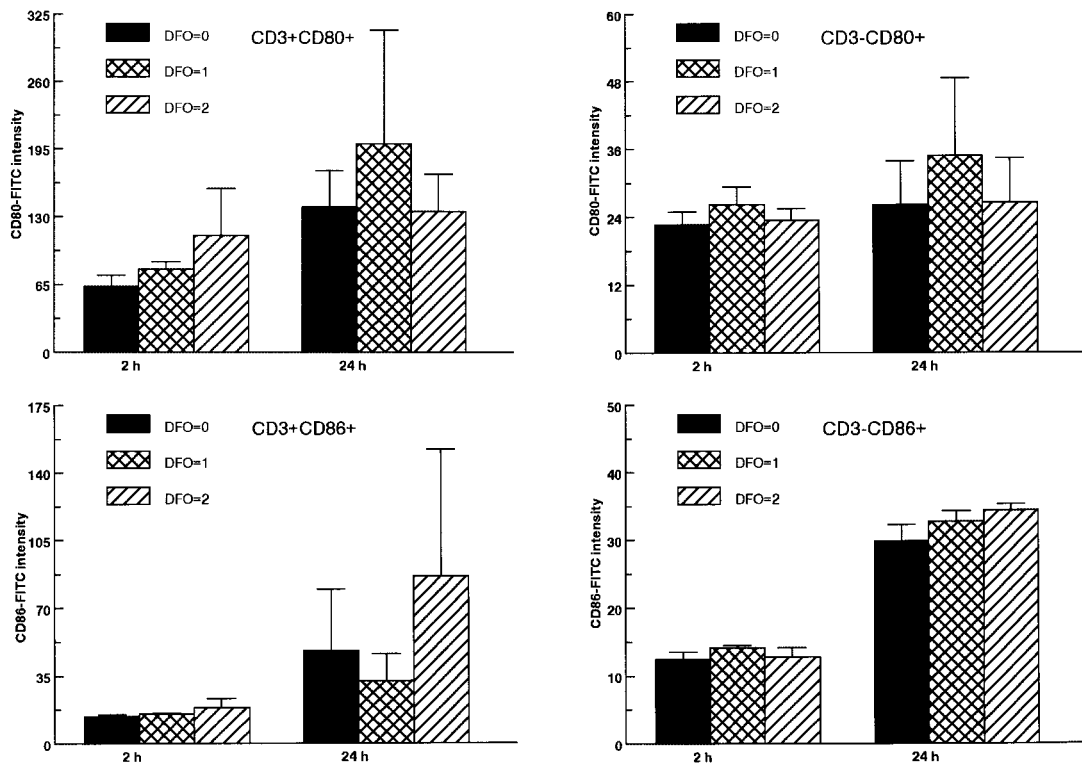 325
260
195
130
65
0
CD80-FITC intensity
DFO=0
DFO=1
DFO=2
CD3+CD80+
2 h
24 h
60
48
36
24
12
0
CD80-FITC intensity
DFO=0
DFO=1
DFO=2
CD3-CD80+
2 h
24 h
175
140
105
70
35
0
CD86-FITC intensity
DFO=0
DFO=1
DFO=2
CD3+CD86+
2 h
24 h
50
50
30
20
10
0
CD86-FITC intensity
DFO=0
DFO=1
DFO=2
CD3-CD86+
2 h
24 h